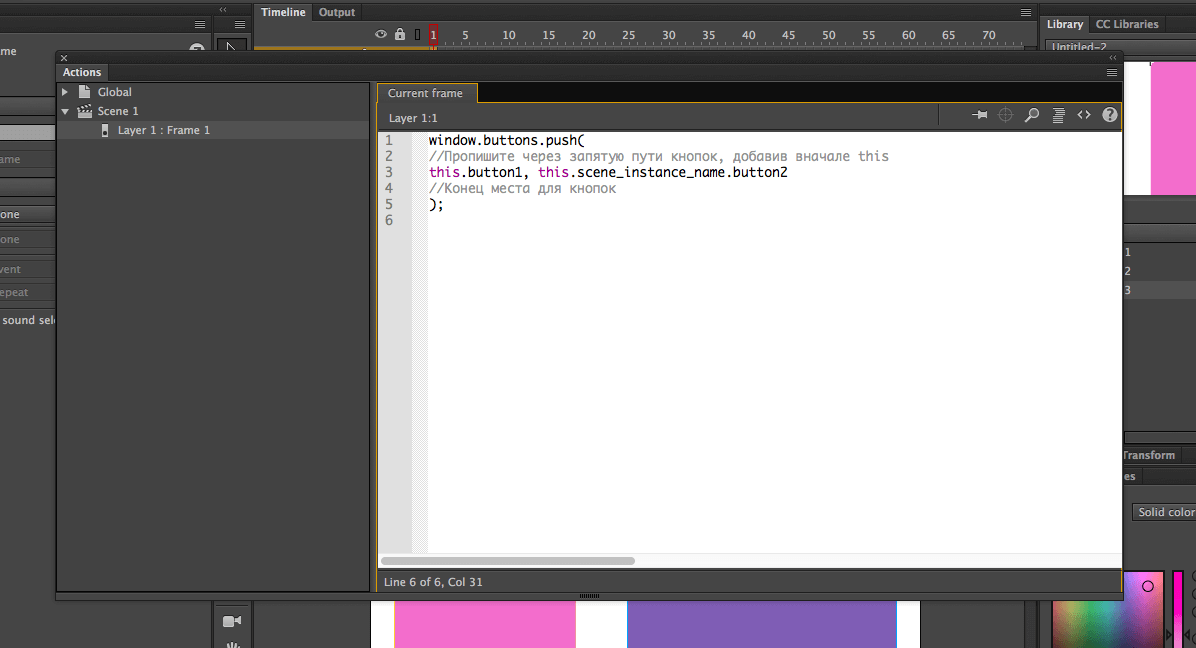 Timeline Output
Library CC Libraries
me
1 5 10 15 20 25 30 35 40 45 50 55 60 65 70
Untitled-2
Actions
Global
Scene 1
Layer 1 : Frame 1
Current frame
Layer 1:1
1 window.buttons.push(
2 //Пропишите через запятую пути кнопок, добавив вначале this
3 this.button1, this.scene_instance_name.button2
4 //Конец места для кнопок
5 );
6
ame
one
one
vent
epeat
sound sele
1
2
3
Transform
es
Solid color
Line 6 of 6, Col 31